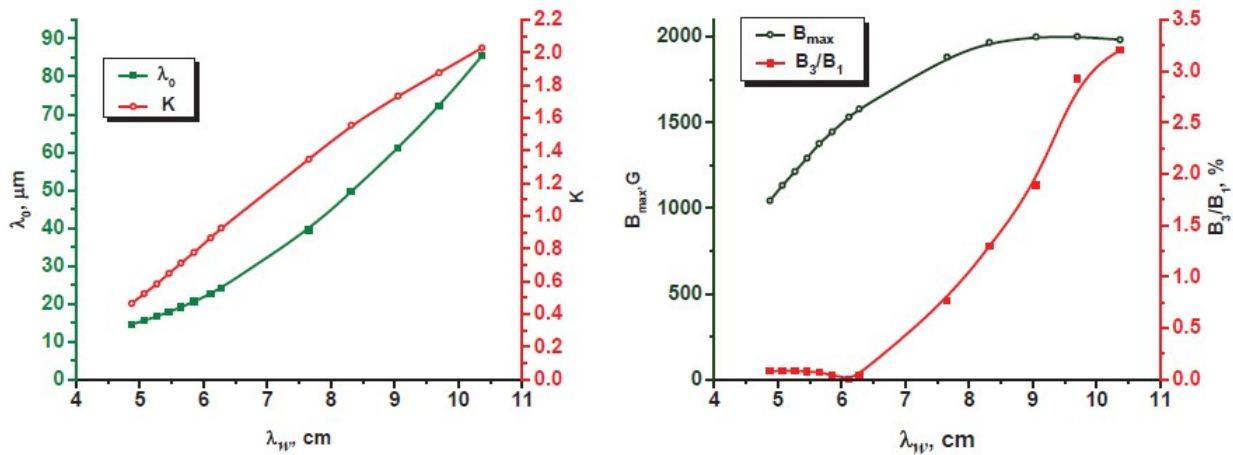 λ₀, μm
90
80
70
60
50
40
30
20
10
0
λ₀
K
2.2
2.0
1.8
1.6
1.4
1.2
1.0
0.8
0.6
0.4
0.2
0.0
K
4 5 6 7 8 9 10 11
λ_w, cm
B_max, G
2000
1500
1000
500
0
B_max
B₃/B₁
3.5
3.0
2.5
2.0
1.5
1.0
0.5
0.0
B₃/B₁, %
4 5 6 7 8 9 10 11
λ_w, cm